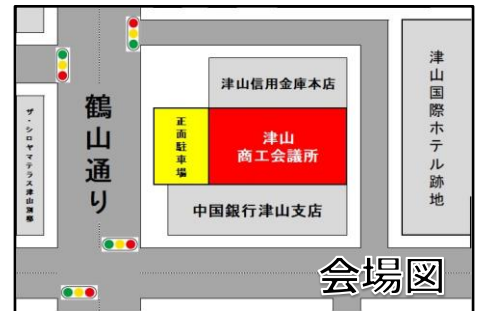 津山信用金庫本店
津山国際ホテル跡地
鶴山通り
ザ・シロヤマテラス津山別邸
正面駐車場
津山
商工会議所
中国銀行津山支店
会場図